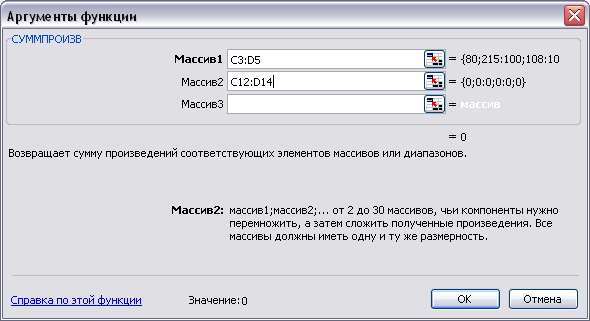 Аргументы функции
СУММПРОИЗВ
Массив1 C3:D5 = {80;215:100;108:10
Массив2 C12:D14 = {0;0:0;0:0;0}
Массив3 = массив
= 0
Возвращает сумму произведений соответствующих элементов массивов или диапазонов.
Массив2: массив1;массив2;... от 2 до 30 массивов, чьи компоненты нужно
перемножить, а затем сложить полученные произведения. Все
массивы должны иметь одну и ту же размерность.
Справка по этой функции Значение:0 OK Отмена